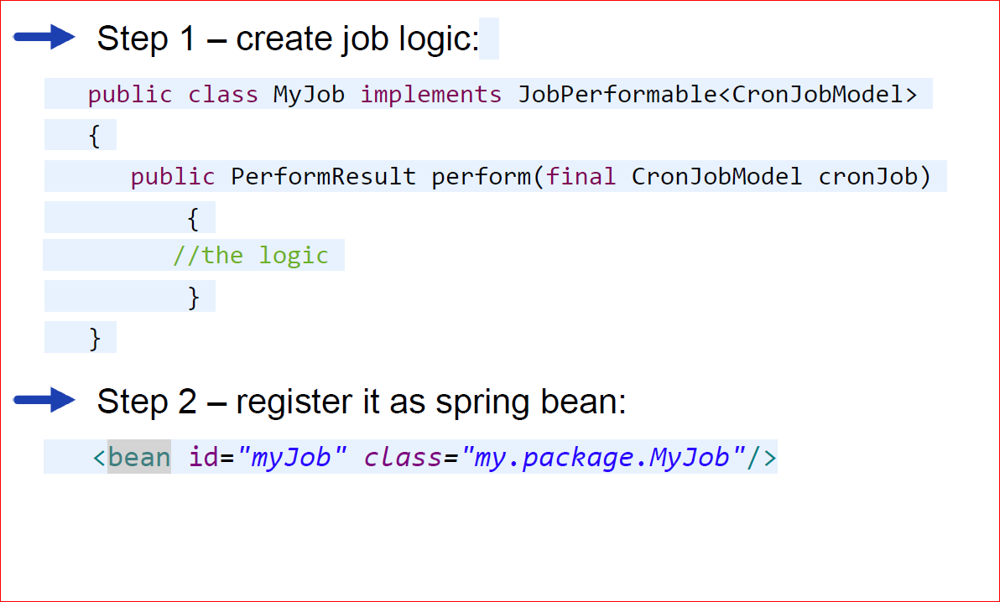 Step 1 – create job logic:
public class MyJob implements JobPerformable<CronJobModel>
{
public PerformResult perform(final CronJobModel cronJob)
{
//the logic
}
}
Step 2 – register it as spring bean:
<bean id="myJob" class="my.package.MyJob"/>